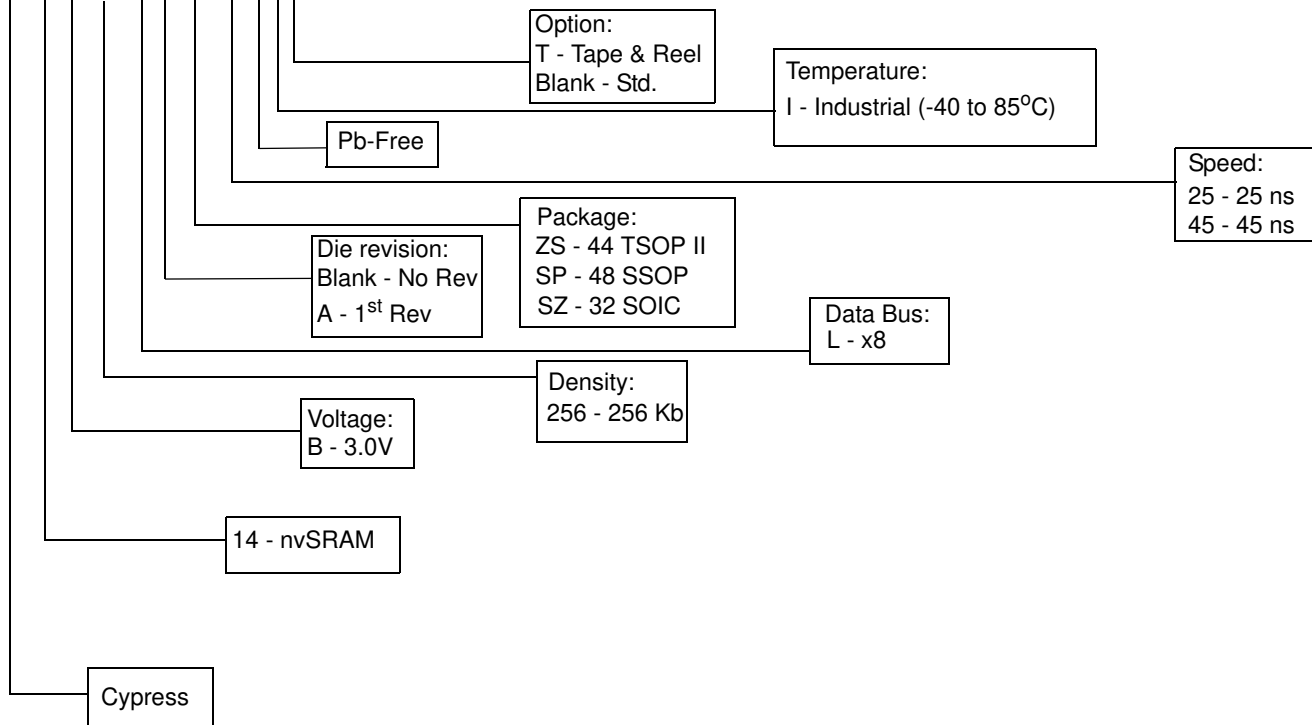 Option:
T - Tape & Reel
Blank - Std.
Temperature:
I - Industrial (-40 to 85oC)
Pb-Free
Speed:
25 - 25 ns
45 - 45 ns
Package:
ZS - 44 TSOP II
SP - 48 SSOP
SZ - 32 SOIC
Die revision:
Blank - No Rev
A - 1st Rev
Data Bus:
L - x8
Density:
256 - 256 Kb
Voltage:
B - 3.0V
14 - nvSRAM
Cypress